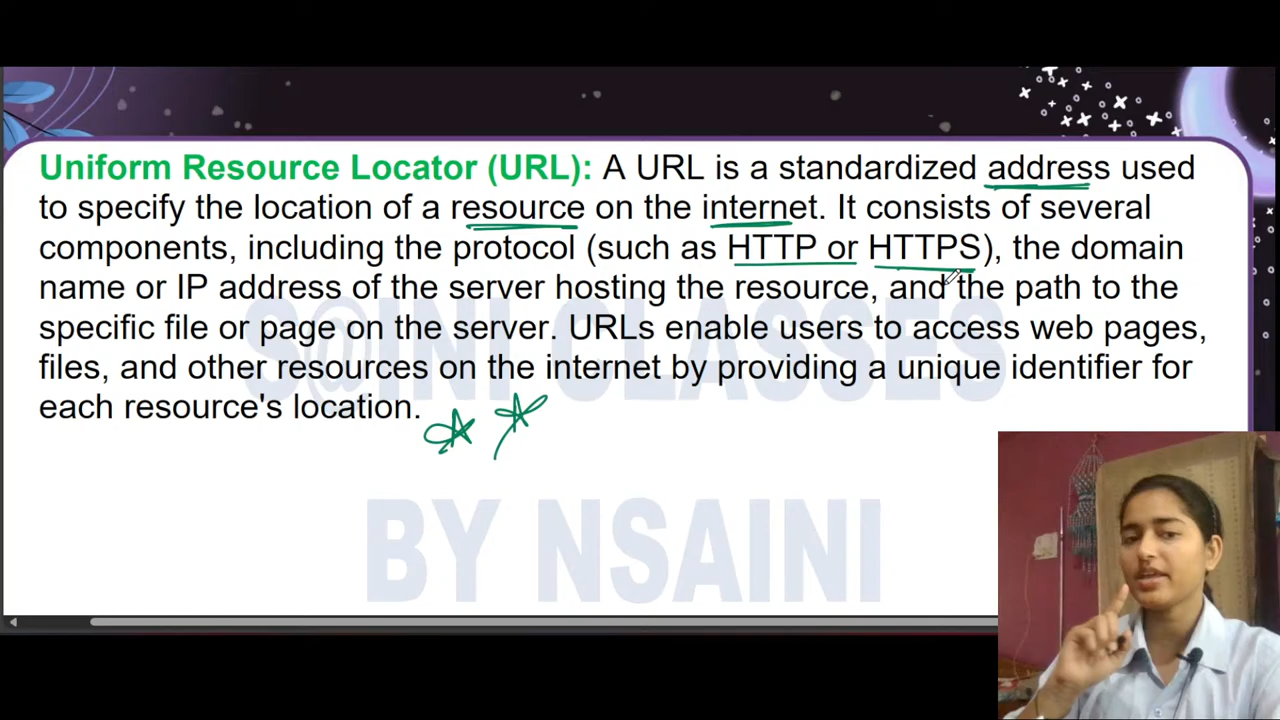 Uniform Resource Locator (URL): A URL is a standardized address used
to specify the location of a resource on the internet. It consists of several
components, including the protocol (such as HTTP or HTTPS), the domain
name or IP address of the server hosting the resource, and the path to the
specific file or page on the server. URLs enable users to access web pages,
files, and other resources on the internet by providing a unique identifier for
each resource's location.
S@INI CLASSES
BY NSAINI